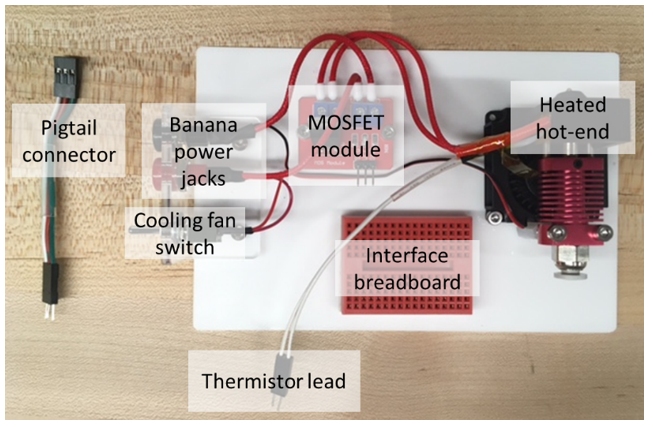 Pigtail
connector
Banana
power
jacks
MOSFET
module
Heated
hot-end
Cooling fan
switch
Interface
breadboard
Thermistor lead